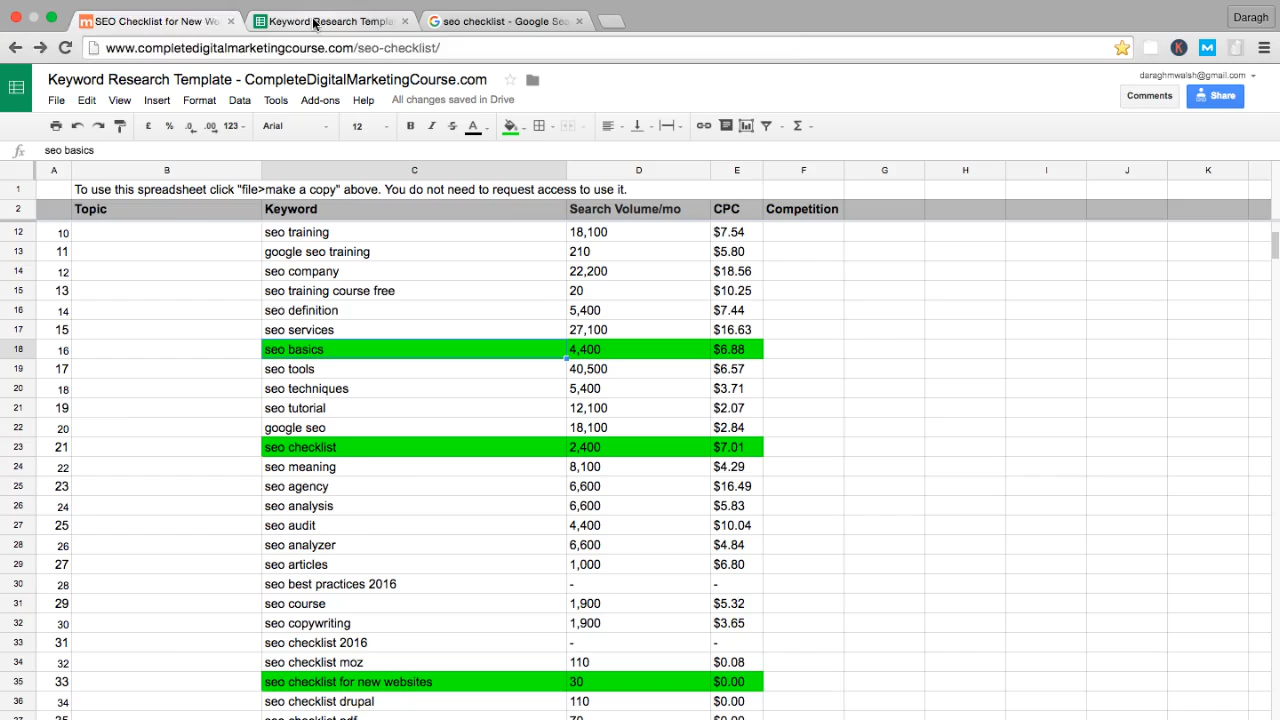 SEO Checklist for New Wo
Keyword Research Templa
seo checklist - Google Sea
Daragh
www.completedigitalmarketingcourse.com/seo-checklist/
Keyword Research Template - CompleteDigitalMarketingCourse.com
daraghmwalsh@gmail.com
File Edit View Insert Format Data Tools Add-ons Help All changes saved in Drive
Comments Share
£ % .0 .00 123 Arial 12 B I S A Σ
fx seo basics
A B C D E F G H I J K
1 To use this spreadsheet click "file>make a copy" above. You do not need to request access to use it.
2 Topic Keyword Search Volume/mo CPC Competition
12 10 seo training 18,100 $7.54
13 11 google seo training 210 $5.80
14 12 seo company 22,200 $18.56
15 13 seo training course free 20 $10.25
16 14 seo definition 5,400 $7.44
17 15 seo services 27,100 $16.63
18 16 seo basics 4,400 $6.88
19 17 seo tools 40,500 $6.57
20 18 seo techniques 5,400 $3.71
21 19 seo tutorial 12,100 $2.07
22 20 google seo 18,100 $2.84
23 21 seo checklist 2,400 $7.01
24 22 seo meaning 8,100 $4.29
25 23 seo agency 6,600 $16.49
26 24 seo analysis 6,600 $5.83
27 25 seo audit 4,400 $10.04
28 26 seo analyzer 6,600 $4.84
29 27 seo articles 1,000 $6.80
30 28 seo best practices 2016 - -
31 29 seo course 1,900 $5.32
32 30 seo copywriting 1,900 $3.65
33 31 seo checklist 2016 - -
34 32 seo checklist moz 110 $0.08
35 33 seo checklist for new websites 30 $0.00
36 34 seo checklist drupal 110 $0.00
37 35 seo checklist pdf 70 $0.00